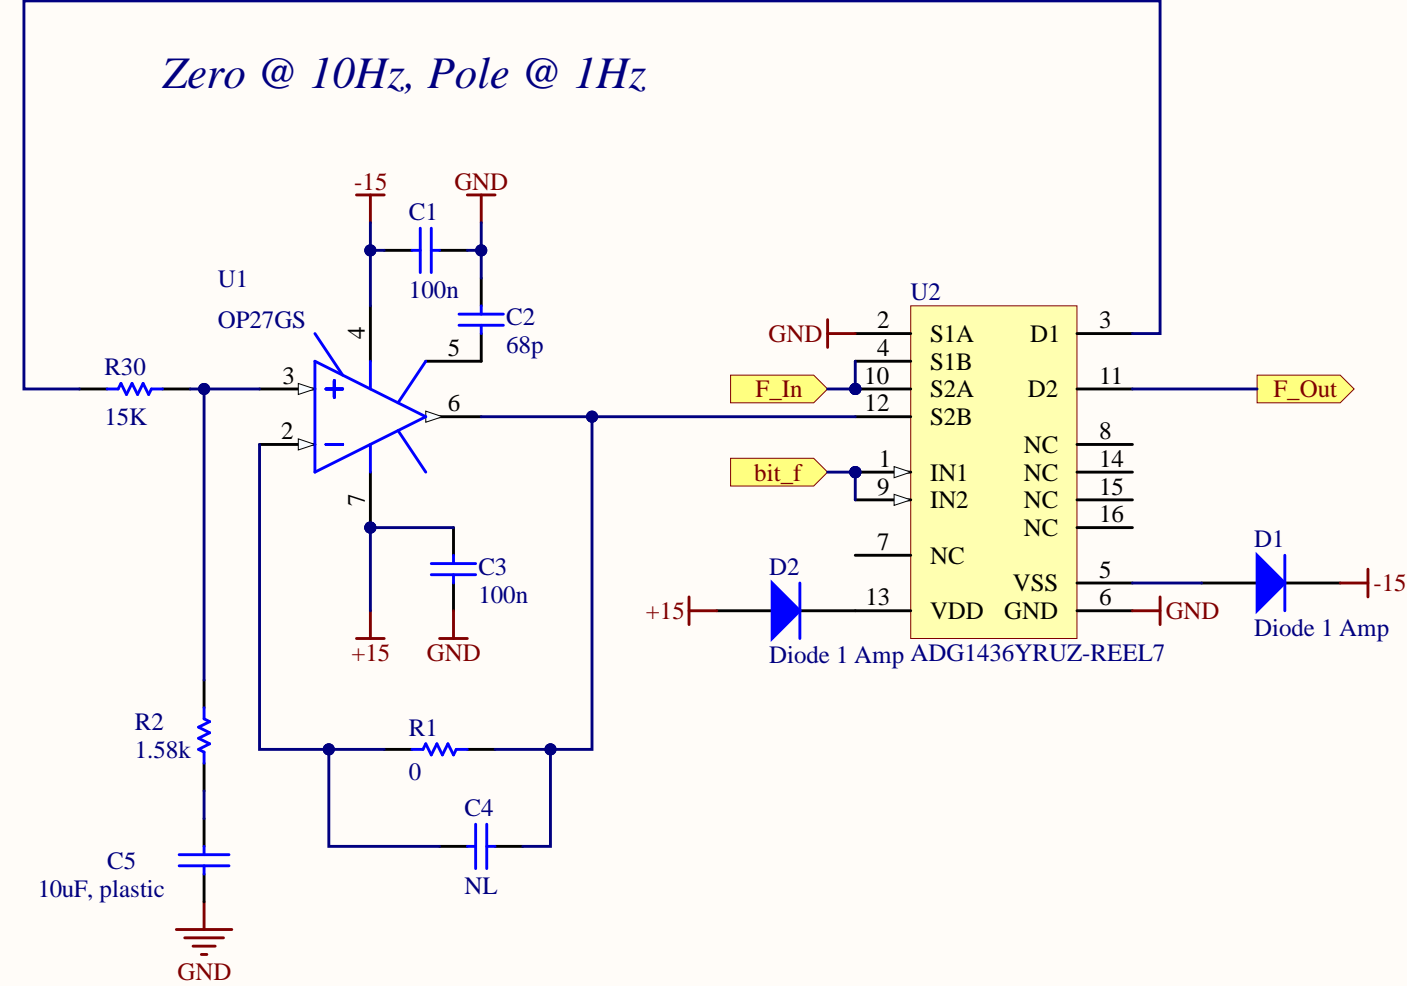 Zero @ 10Hz, Pole @ 1Hz
-15
GND
C1
100n
U1
OP27GS
C2
68p
4
5
R30
15K
3
2
6
7
C3
100n
+15
GND
R2
1.58k
R1
0
C4
NL
C5
10uF, plastic
GND
U2
GND
2
S1A
D1
3
4
S1B
F_In
10
S2A
D2
11
F_Out
12
S2B
NC
8
bit_f
1
IN1
NC
14
9
IN2
NC
15
NC
16
7
NC
D2
+15
Diode 1 Amp
13
VDD
VSS
5
GND
6
GND
D1
-15
Diode 1 Amp
ADG1436YRUZ-REEL7